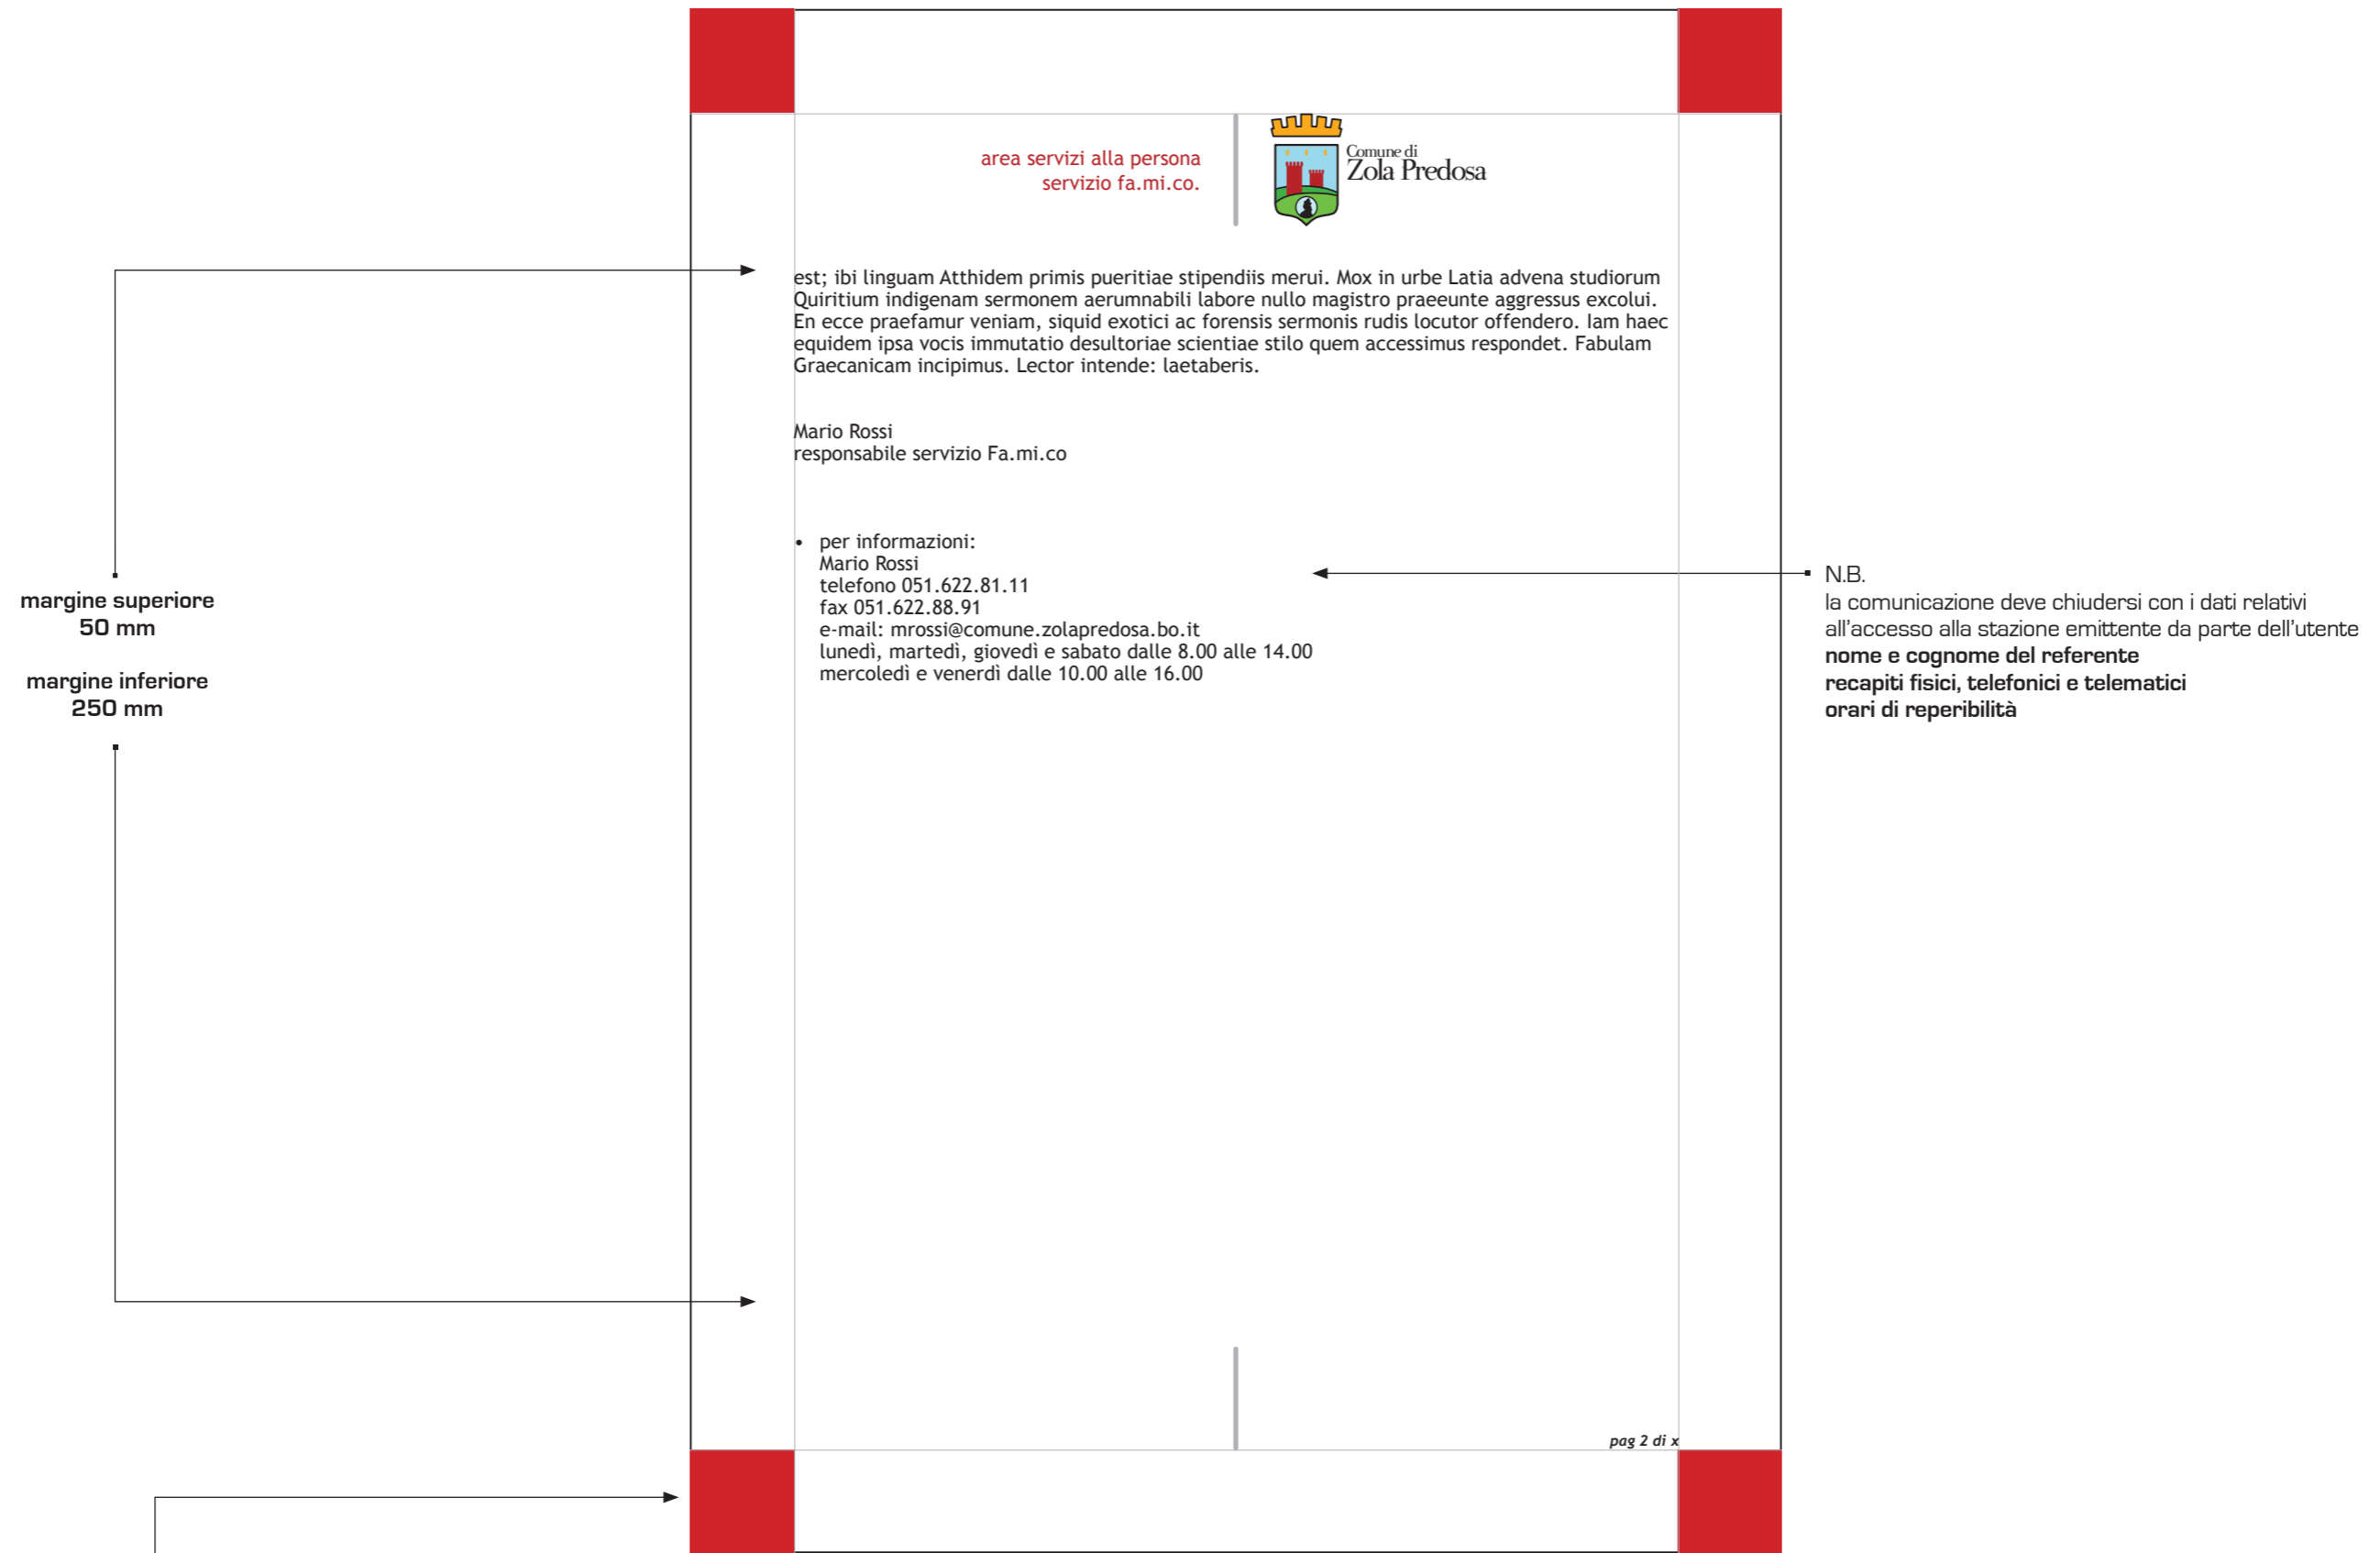 area servizi alla persona
servizio fa.mi.co.
Comune di
Zola Predosa
est; ibi linguam Atthidem primis pueritiae stipendiis merui. Mox in urbe Latia advena studiorum
Quiritium indigenam sermonem aerumnabili labore nullo magistro praeeunte aggressus excolui.
En ecce praefamur veniam, siquid exotici ac forensis sermonis rudis locutor offendero. Iam haec
equidem ipsa vocis immutatio desultoriae scientiae stilo quem accessimus respondet. Fabulam
Graecanicam incipimus. Lector intende: laetaberis.
Mario Rossi
responsabile servizio Fa.mi.co
• per informazioni:
Mario Rossi
telefono 051.622.81.11
fax 051.622.88.91
e-mail: mrossi@comune.zolapredosa.bo.it
lunedì, martedì, giovedì e sabato dalle 8.00 alle 14.00
mercoledì e venerdì dalle 10.00 alle 16.00
margine superiore
50 mm
margine inferiore
250 mm
N.B.
la comunicazione deve chiudersi con i dati relativi
all'accesso alla stazione emittente da parte dell'utente
nome e cognome del referente
recapiti fisici, telefonici e telematici
orari di reperibilità
pag 2 di x